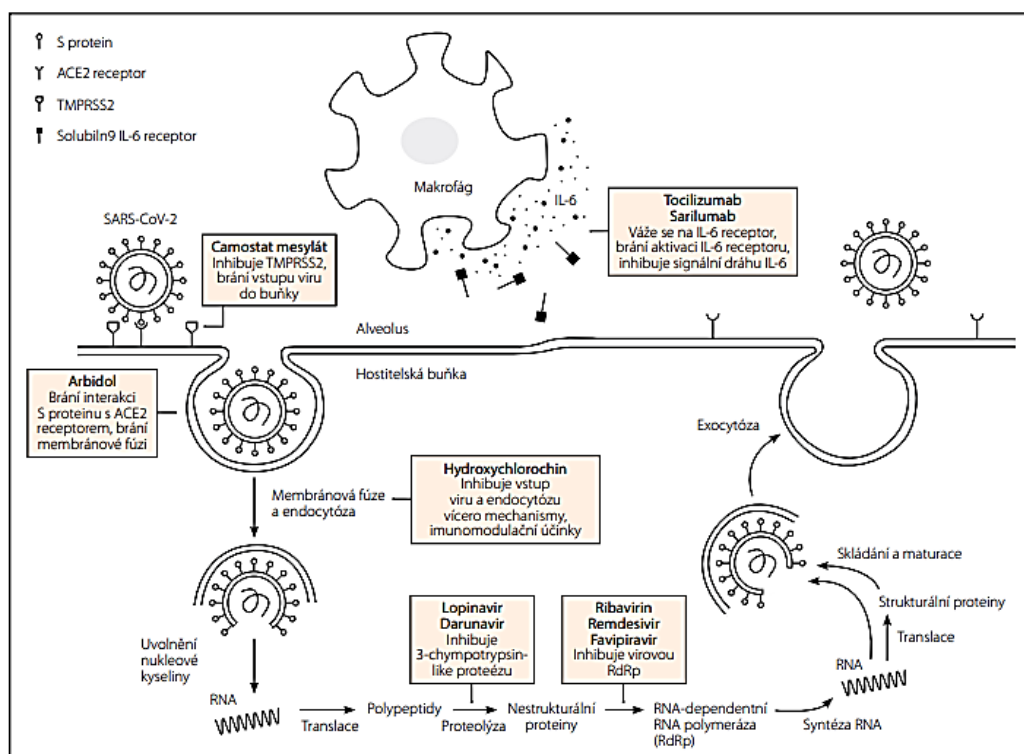 S protein
ACE2 receptor
TMPRSS2
Solubiln9 IL-6 receptor
SARS-CoV-2
Camostat mesylát
Inhibuje TMPRSS2,
brání vstupu viru
do buňky
Makrofág
IL-6
Tocilizumab
Sarilumab
Váže se na IL-6 receptor,
brání aktivaci IL-6 receptoru,
inhibuje signální dráhu IL-6
Alveolus
Hostitelská buňka
Arbidol
Brání interakci
S proteinu s ACE2
receptorem, brání
membránové fúzi
Exocytóza
Membránová fúze
a endocytóza
Hydroxychlorochin
Inhibuje vstup
viru a endocytózu
vícero mechanismy,
imunomodulační účinky
Skládání a maturace
Strukturální proteiny
Translace
RNA
Uvolnění
nukleové
kyseliny
Lopinavir
Darunavir
Inhibuje
3-chympotrypsin-
like proteézu
Ribavirin
Remdesivir
Favipiravir
Inhibuje virovou
RdRp
RNA
Translace
Polypeptidy
Proteolýza
Nestrukturální
proteiny
RNA-dependentní
RNA polymeráza
(RdRp)
Syntéza RNA